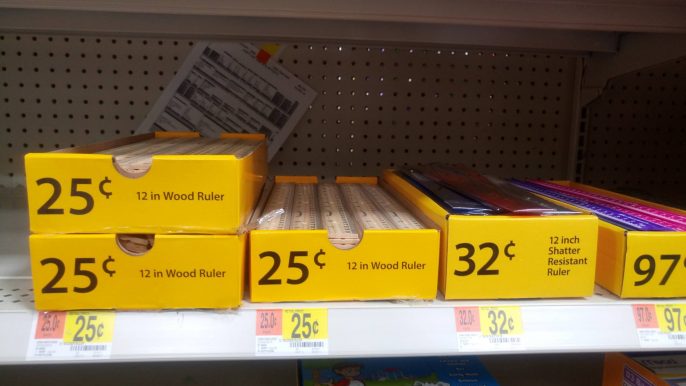 25¢
12 in Wood Ruler
25¢
12 in Wood Ruler
25¢
12 in Wood Ruler
32¢
12 inch
Shatter
Resistant
Ruler
97¢
25.0¢
25¢
25.0¢
25¢
32.0¢
32¢
97.0¢
97¢